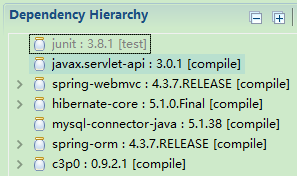 Dependency Hierarchy
junit : 3.8.1 [test]
javax.servlet-api : 3.0.1 [compile]
spring-webmvc : 4.3.7.RELEASE [compile]
hibernate-core : 5.1.0.Final [compile]
mysql-connector-java : 5.1.38 [compile]
spring-orm : 4.3.7.RELEASE [compile]
c3p0 : 0.9.2.1 [compile]